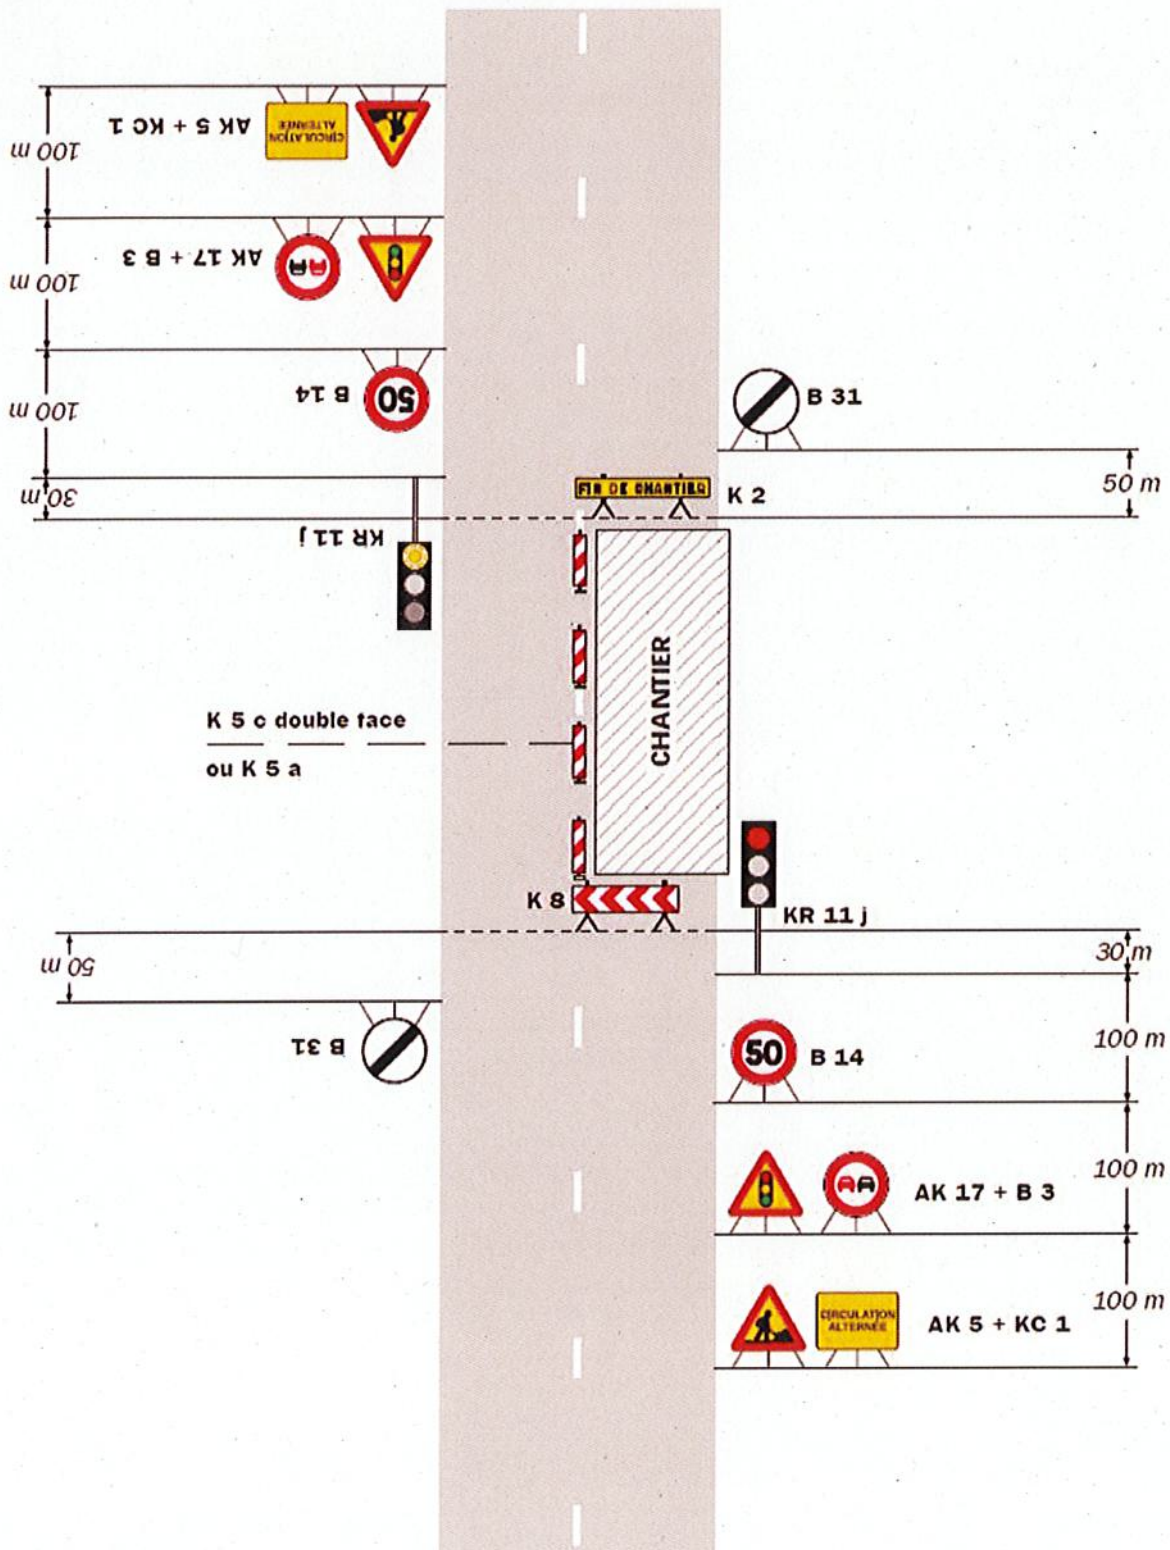 AK 5 + KC 1
CIRCULATION
ALTERNÉE
100 m
AK 17 + B 3
100 m
B 14
50
100 m
B 31
30 m
FIN DE CHANTIER
K 2
50 m
KR 11 j
CHANTIER
K 5 c double face
ou K 5 a
K 8
KR 11 j
50 m
30 m
B 31
50
B 14
100 m
AK 17 + B 3
100 m
CIRCULATION
ALTERNÉE
AK 5 + KC 1
100 m